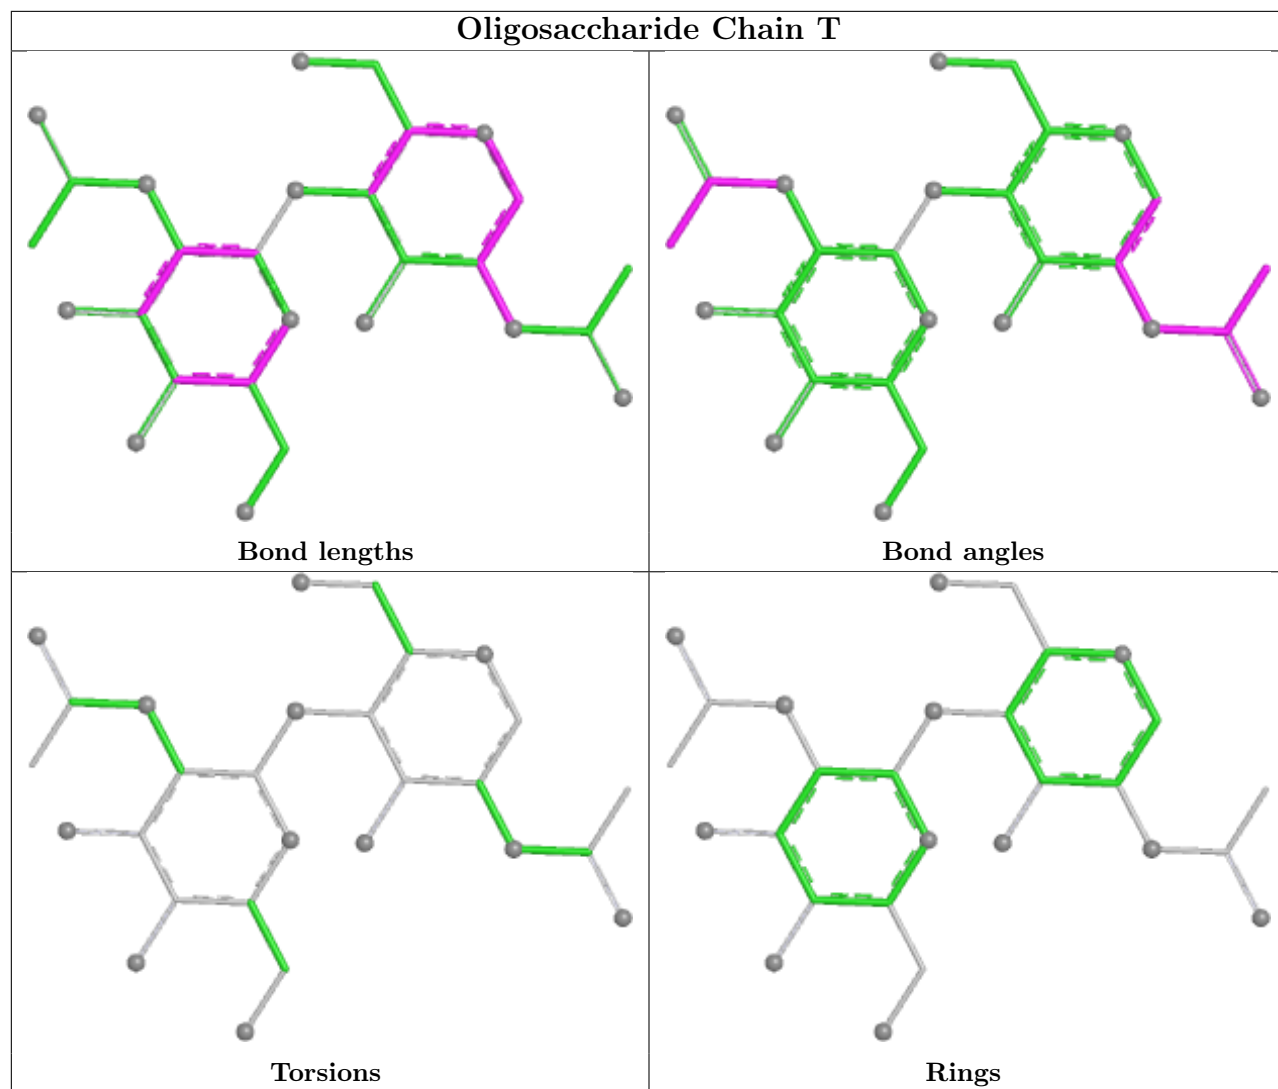 Oligosaccharide Chain T
Bond lengths
Bond angles
Torsions
Rings